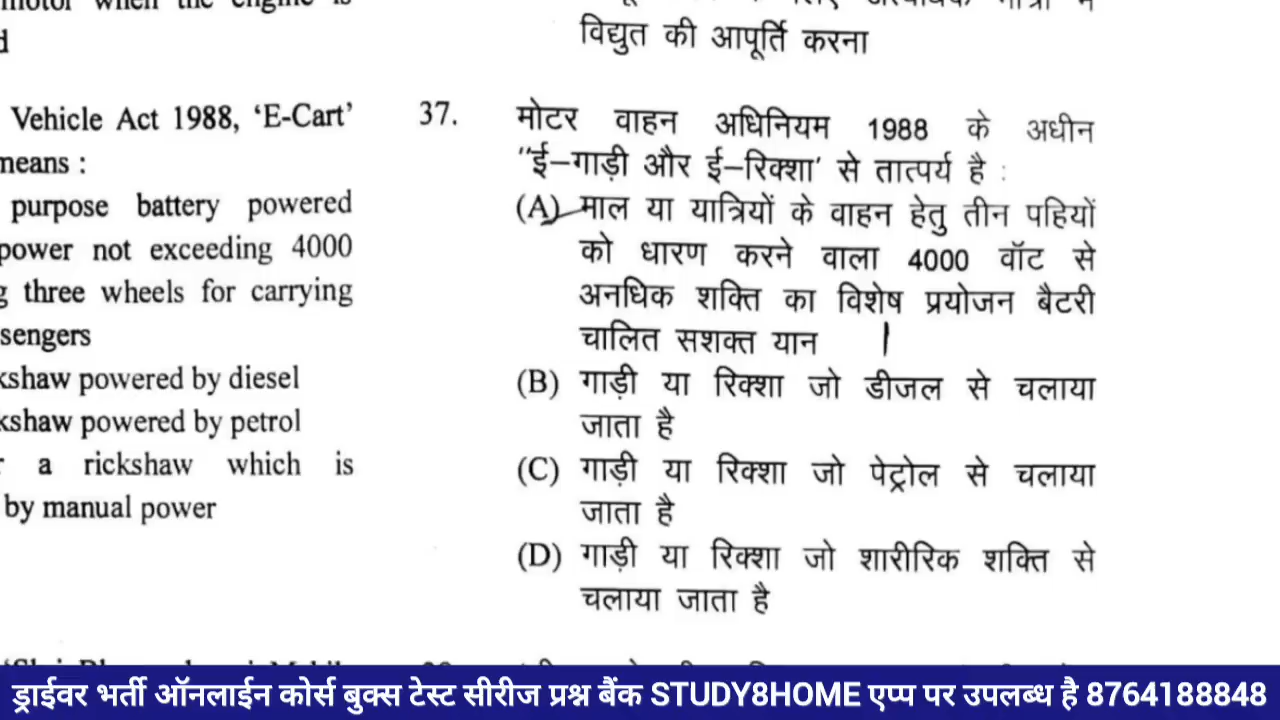 motor when the engine is
d
विद्युत की आपूर्ति करना
Vehicle Act 1988, ‘E-Cart’
means :
purpose battery powered
power not exceeding 4000
g three wheels for carrying
sengers
kshaw powered by diesel
kshaw powered by petrol
r a rickshaw which is
by manual power
37. मोटर वाहन अधिनियम 1988 के अधीन
“ई–गाड़ी और ई–रिक्शा’ से तात्पर्य है :
(A) माल या यात्रियों के वाहन हेतु तीन पहियों
को धारण करने वाला 4000 वॉट से
अनधिक शक्ति का विशेष प्रयोजन बैटरी
चालित सशक्त यान
(B) गाड़ी या रिक्शा जो डीजल से चलाया
जाता है
(C) गाड़ी या रिक्शा जो पेट्रोल से चलाया
जाता है
(D) गाड़ी या रिक्शा जो शारीरिक शक्ति से
चलाया जाता है
ड्राईवर भर्ती ऑनलाईन कोर्स बुक्स टेस्ट सीरीज प्रश्न बैंक STUDY8HOME एप्प पर उपलब्ध है 8764188848